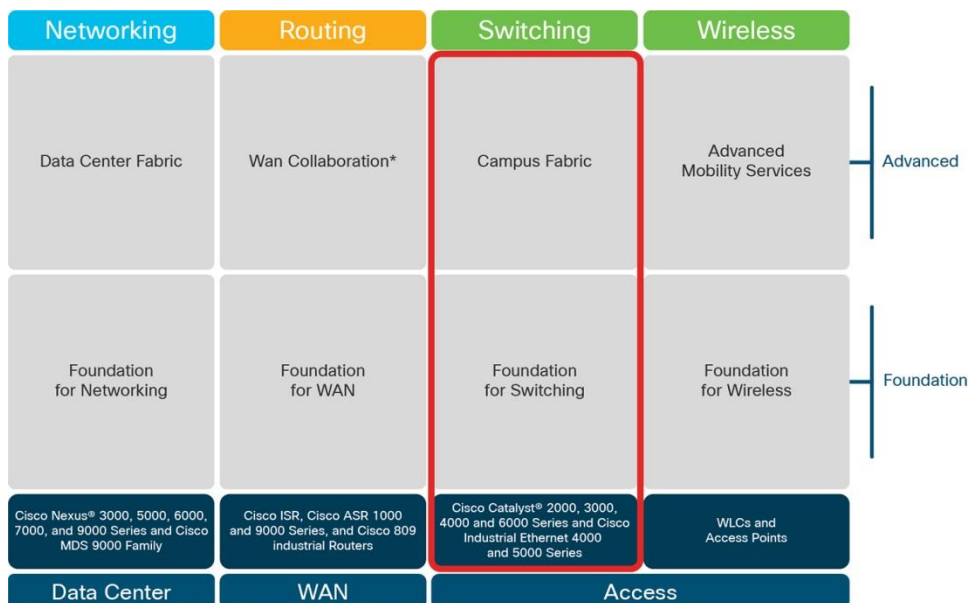 Networking
Routing
Switching
Wireless
Data Center Fabric
Wan Collaboration*
Campus Fabric
Advanced
Mobility Services
Advanced
Foundation
for Networking
Foundation
for WAN
Foundation
for Switching
Foundation
for Wireless
Foundation
Cisco Nexus® 3000, 5000, 6000,
7000, and 9000 Series and Cisco
MDS 9000 Family
Cisco ISR, Cisco ASR 1000
and 9000 Series, and Cisco 809
industrial Routers
Cisco Catalyst® 2000, 3000,
4000 and 6000 Series and Cisco
Industrial Ethernet 4000
and 5000 Series
WLCs and
Access Points
Data Center
WAN
Access